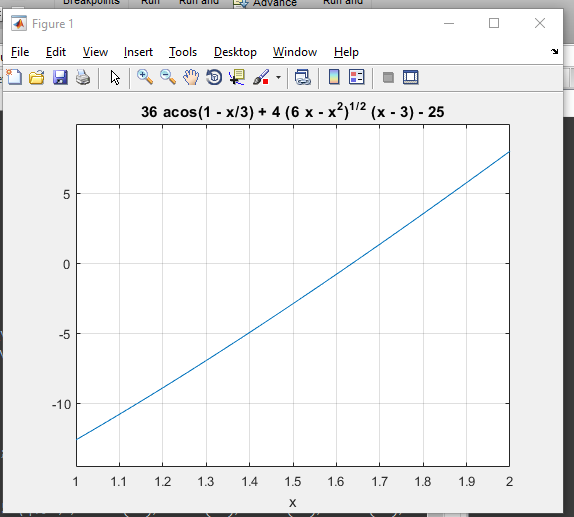 Breakpoints Run Run and Advance Run and
Figure 1
File Edit View Insert Tools Desktop Window Help
36 acos(1 - x/3) + 4 (6 x - x²)^1/2 (x - 3) - 25
5
0
-5
-10
1 1.1 1.2 1.3 1.4 1.5 1.6 1.7 1.8 1.9 2
x